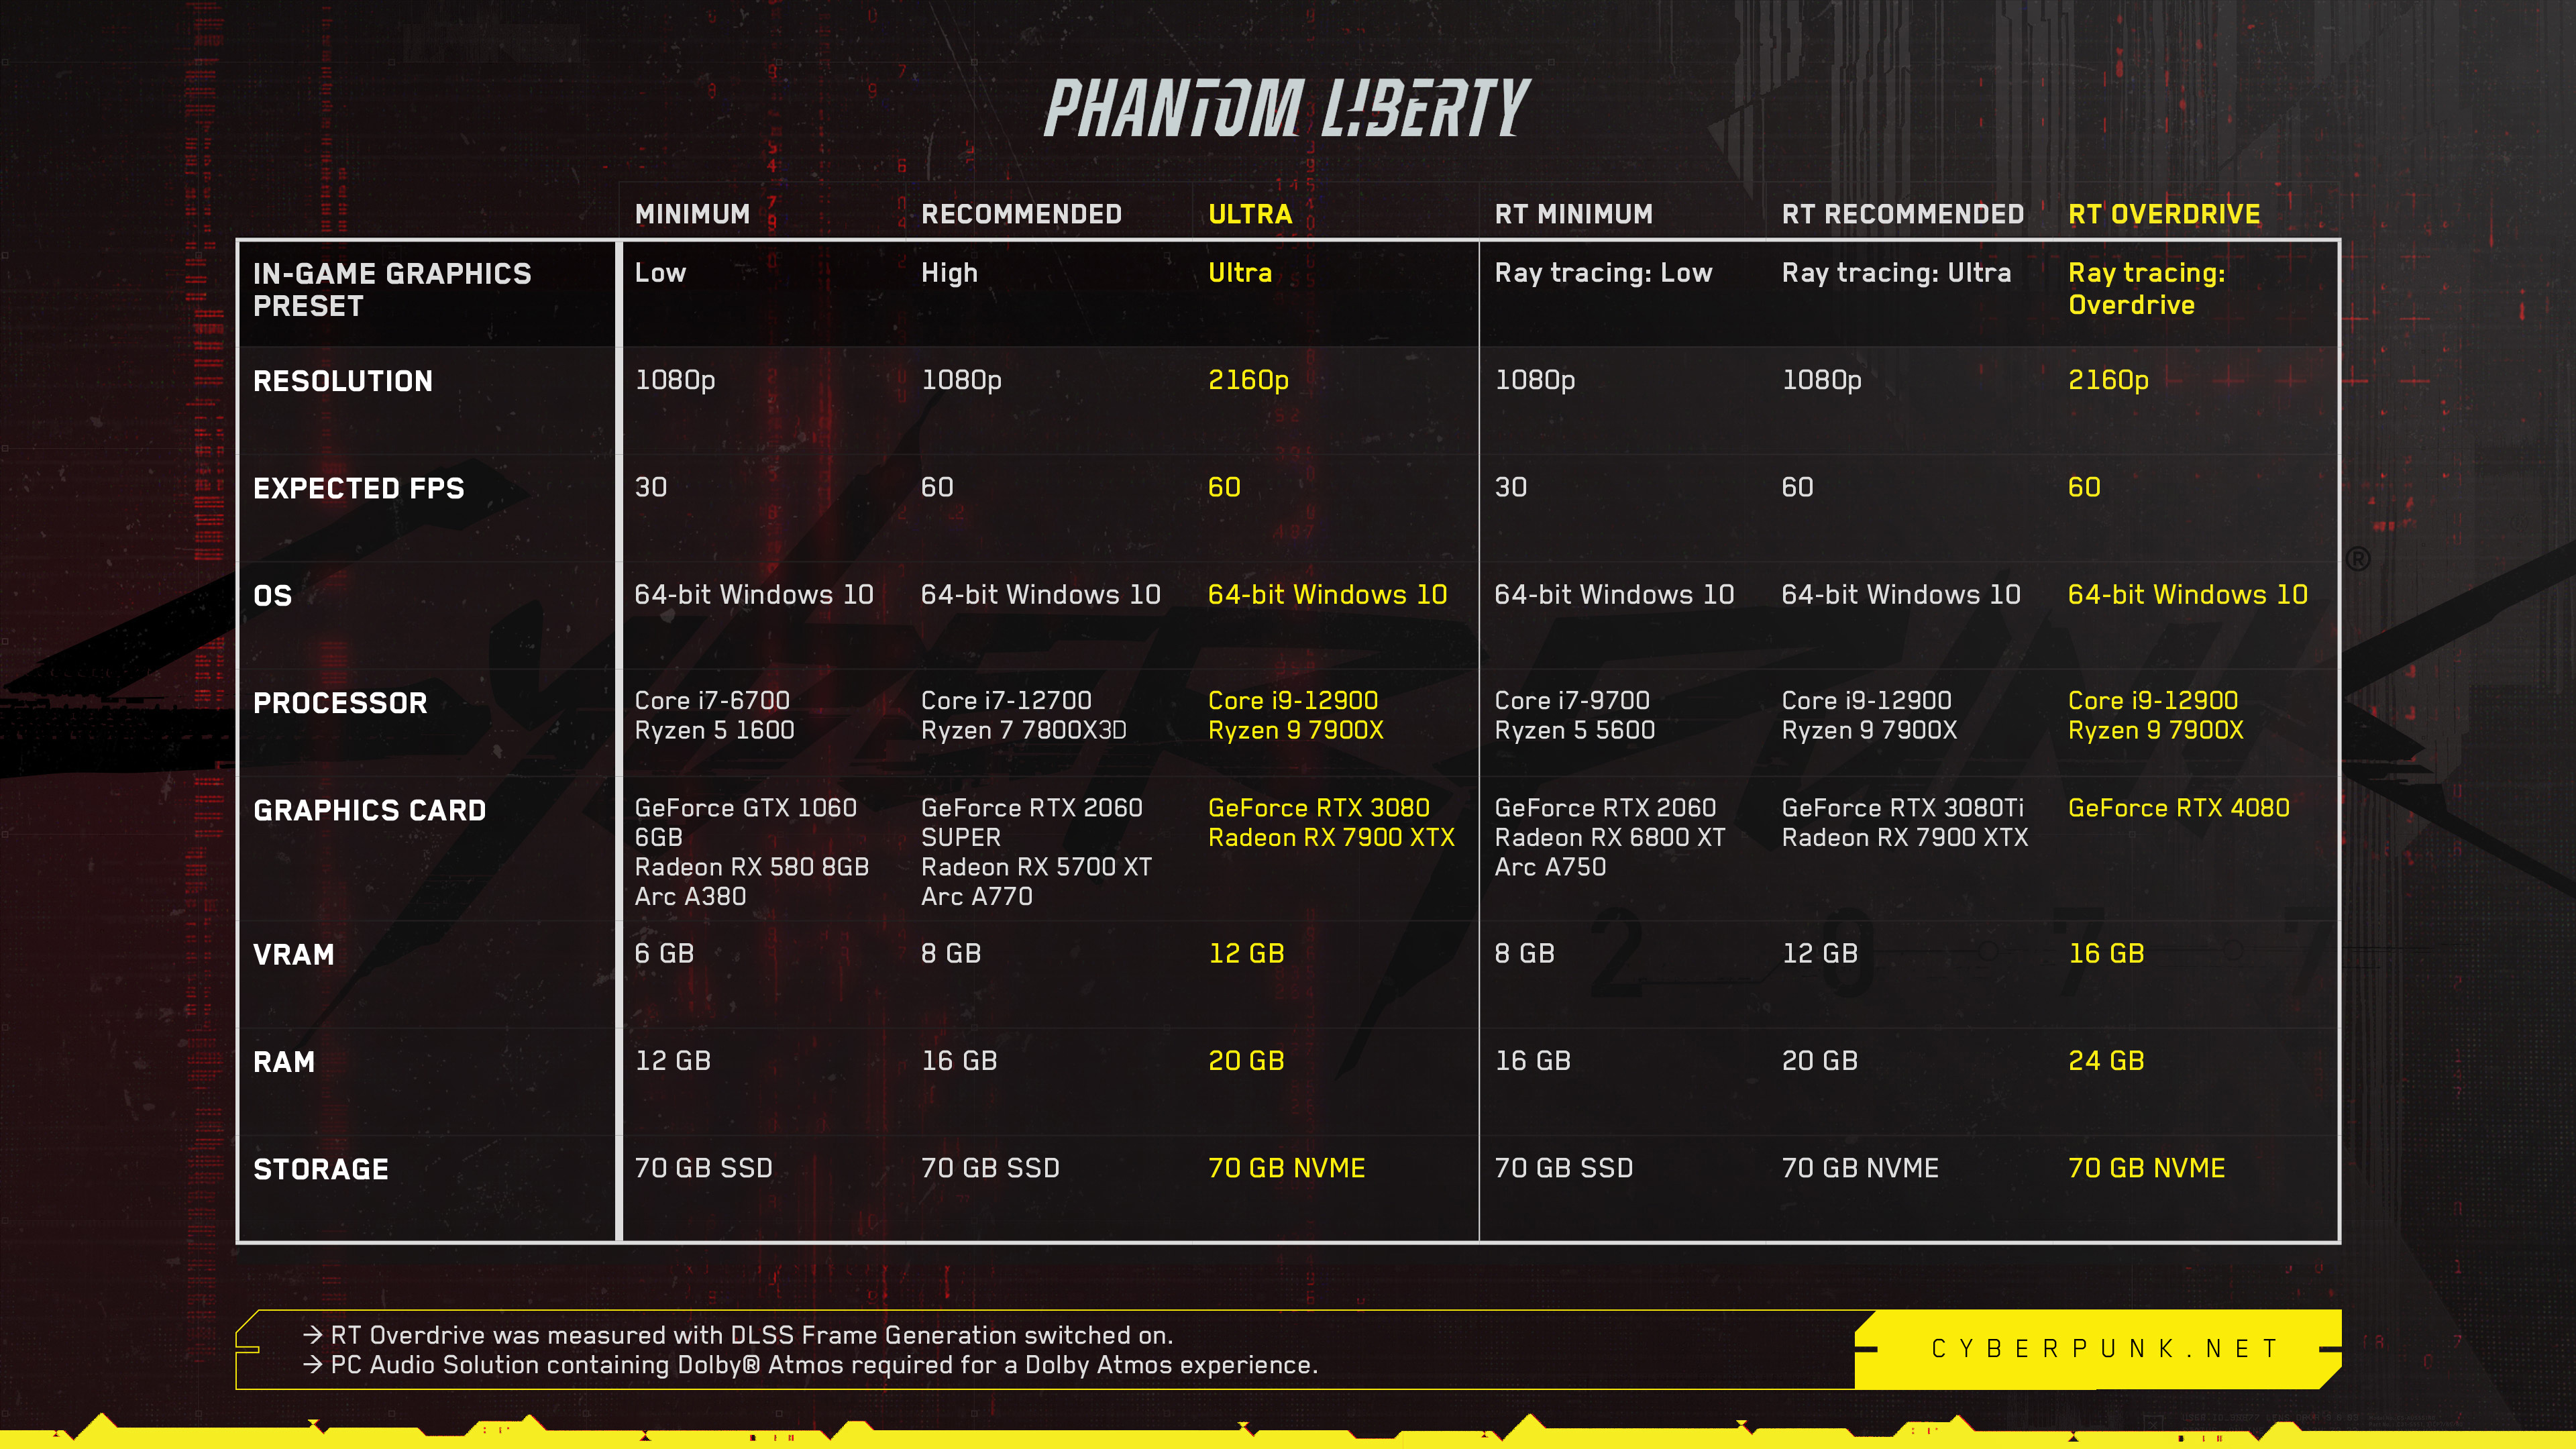 PHANTOM LIBERTY
MINIMUM RECOMMENDED ULTRA RT MINIMUM RT RECOMMENDED RT OVERDRIVE
IN-GAME GRAPHICS PRESET Low High Ultra Ray tracing: Low Ray tracing: Ultra Ray tracing: Overdrive
RESOLUTION 1080p 1080p 2160p 1080p 1080p 2160p
EXPECTED FPS 30 60 60 30 60 60
OS 64-bit Windows 10 64-bit Windows 10 64-bit Windows 10 64-bit Windows 10 64-bit Windows 10 64-bit Windows 10
PROCESSOR
Core i7-6700 Core i7-12700 Core i9-12900 Core i7-9700 Core i9-12900 Core i9-12900
Ryzen 5 1600 Ryzen 7 7800X3D Ryzen 9 7900X Ryzen 5 5600 Ryzen 9 7900X Ryzen 9 7900X
GRAPHICS CARD
GeForce GTX 1060 GeForce RTX 2060 GeForce RTX 3080 GeForce RTX 2060 GeForce RTX 3080Ti GeForce RTX 4080
6GB SUPER Radeon RX 7900 XTX Radeon RX 6800 XT Radeon RX 7900 XTX
Radeon RX 580 8GB Radeon RX 5700 XT Arc A750
Arc A380 Arc A770
VRAM 6 GB 8 GB 12 GB 8 GB 12 GB 16 GB
RAM 12 GB 16 GB 20 GB 16 GB 20 GB 24 GB
STORAGE 70 GB SSD 70 GB SSD 70 GB NVME 70 GB SSD 70 GB NVME 70 GB NVME
→ RT Overdrive was measured with DLSS Frame Generation switched on.
→ PC Audio Solution containing Dolby® Atmos required for a Dolby Atmos experience.
CYBERPUNK.NET
CYBERPUNK®
2077